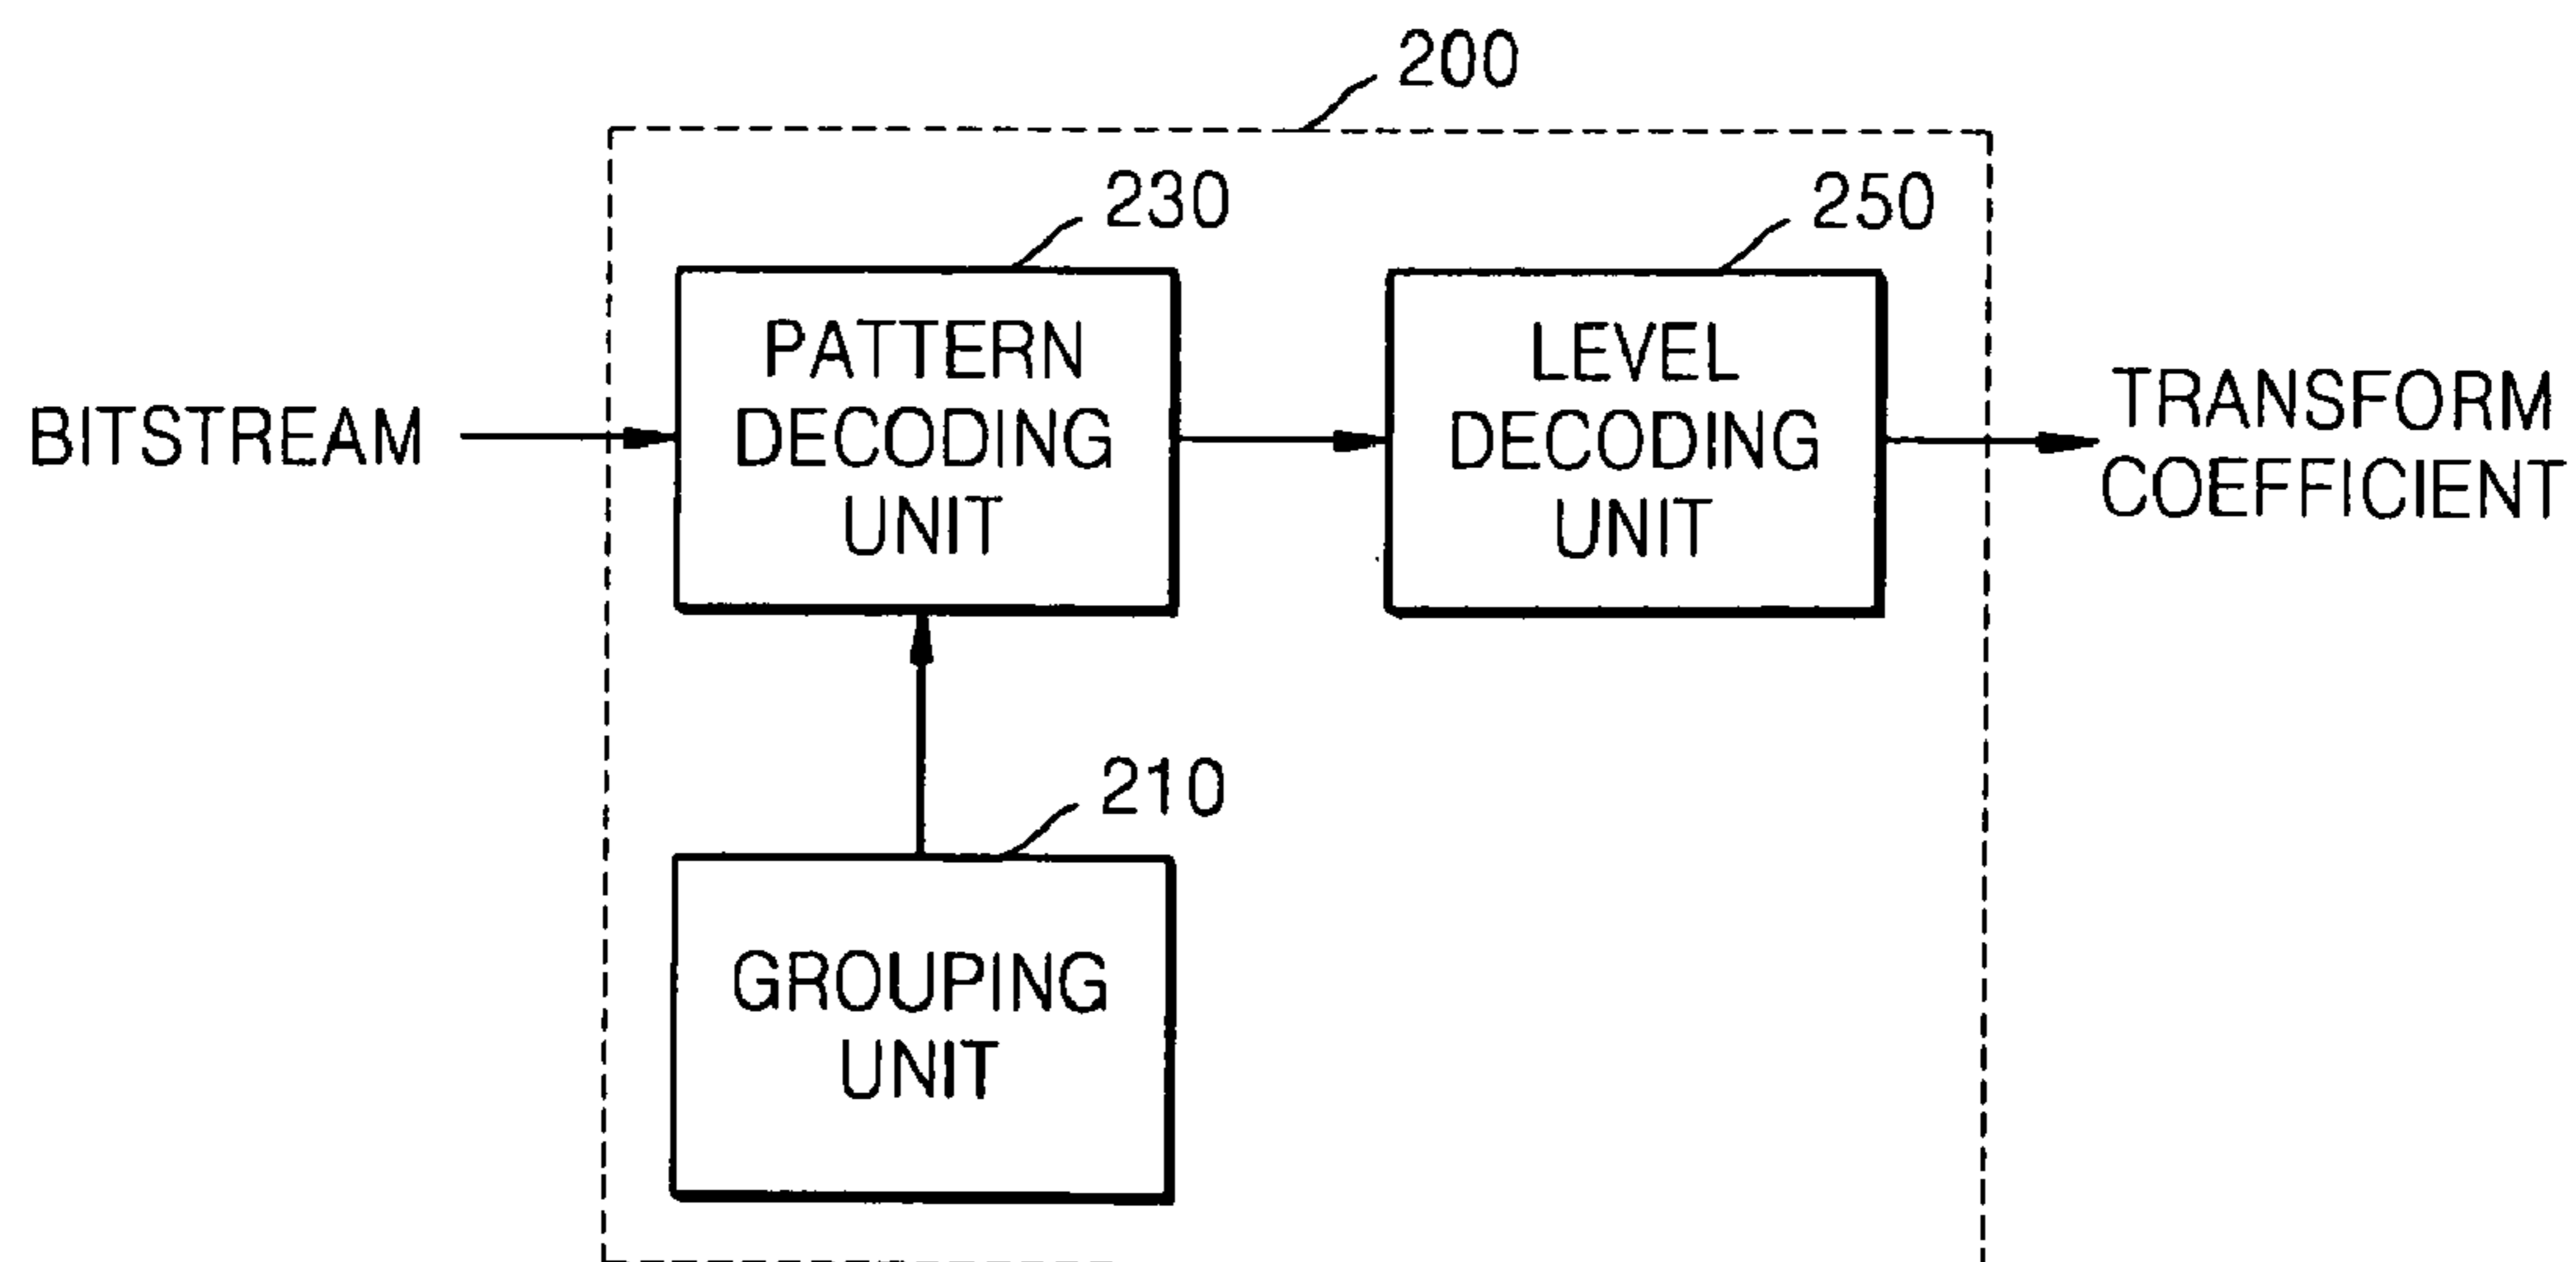 200
230
250
PATTERN
DECODING
UNIT
LEVEL
DECODING
UNIT
BITSTREAM
TRANSFORM
COEFFICIENT
210
GROUPING
UNIT